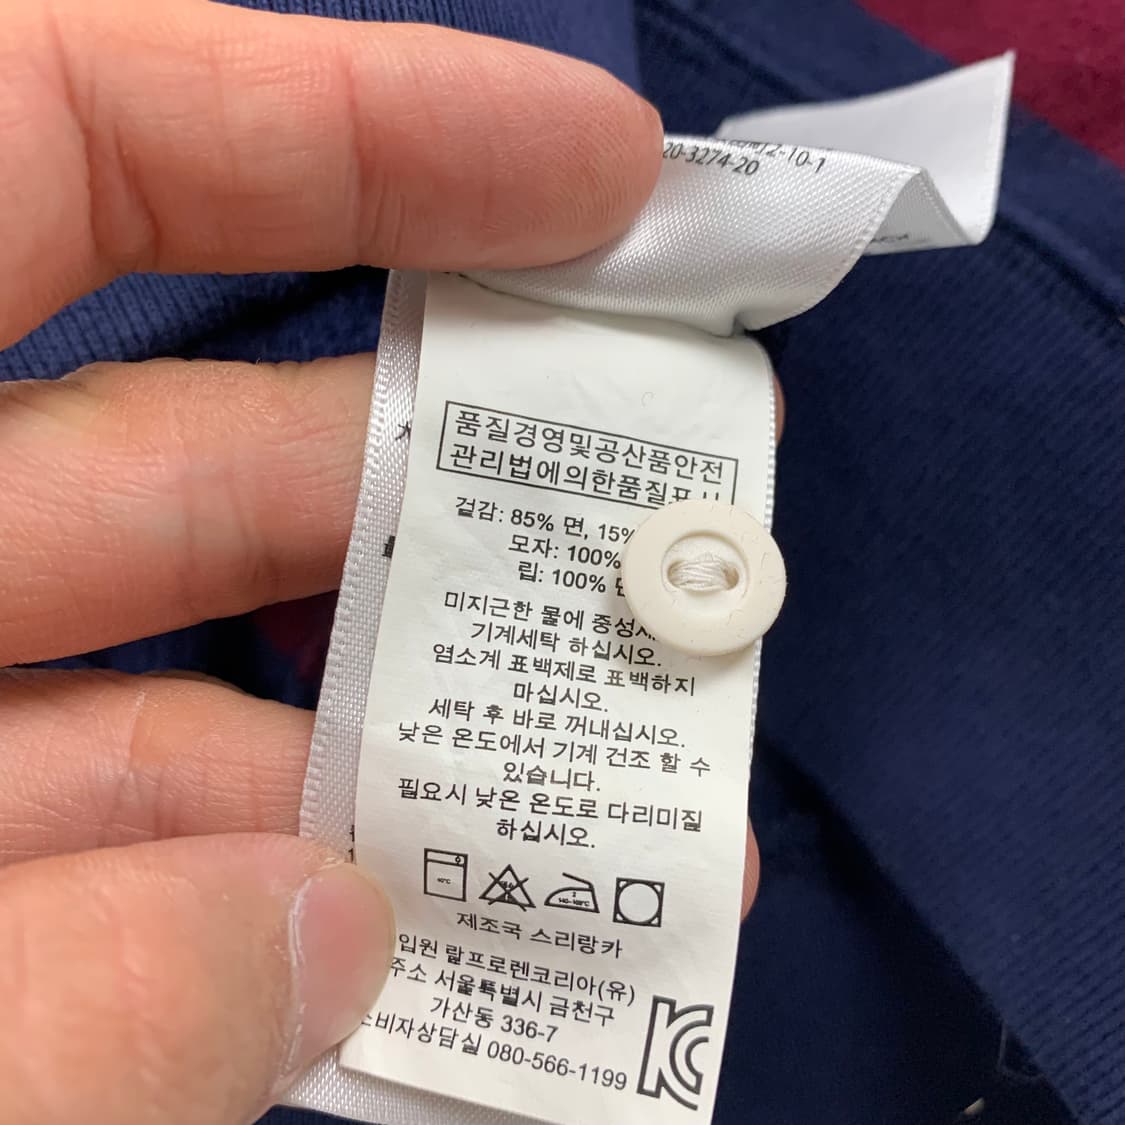 20-3274-20
2-10-1
품질경영및공산품안전
관리법에의한품질표시
겉감: 85% 면, 15%
모자: 100%
립: 100%
미지근한 물에
기계세탁 하십시오.
염소계 표백제로 표백하지
마십시오.
세탁 후 바로 꺼내십시오.
낮은 온도에서 기계 건조 할 수
있습니다.
필요시 낮은 온도로 다리미질
하십시오.
40°C
제조국 스리랑카
입원 랄프로렌코리아(유)
주소 서울특별시 금천구
가산동 336-7
소비자상담실 080-566-1199
KC